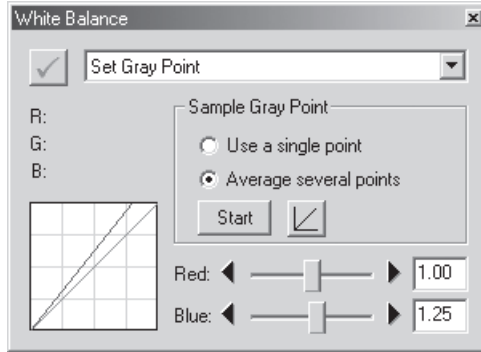 White Balance
Set Gray Point
R:
G:
B:
Sample Gray Point
Use a single point
Average several points
Start
Red: 1.00
Blue: 1.25